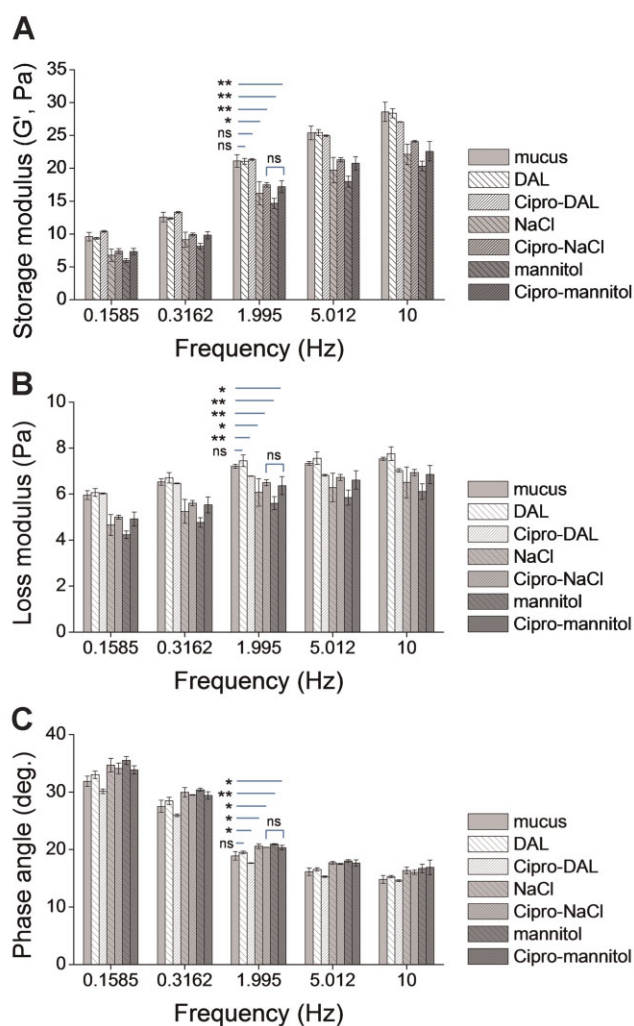 A
Storage modulus (G', Pa)
35
30
25
20
15
10
5
0
**
**
**
*
ns
ns
ns
0.1585 0.3162 1.995 5.012 10
Frequency (Hz)
mucus
DAL
Cipro-DAL
NaCl
Cipro-NaCl
mannitol
Cipro-mannitol
B
Loss modulus (Pa)
10
8
6
4
2
0
*
**
**
*
**
ns
ns
0.1585 0.3162 1.995 5.012 10
Frequency (Hz)
mucus
DAL
Cipro-DAL
NaCl
Cipro-NaCl
mannitol
Cipro-mannitol
C
Phase angle (deg.)
40
30
20
10
0
*
**
*
*
*
ns
ns
0.1585 0.3162 1.995 5.012 10
Frequency (Hz)
mucus
DAL
Cipro-DAL
NaCl
Cipro-NaCl
mannitol
Cipro-mannitol